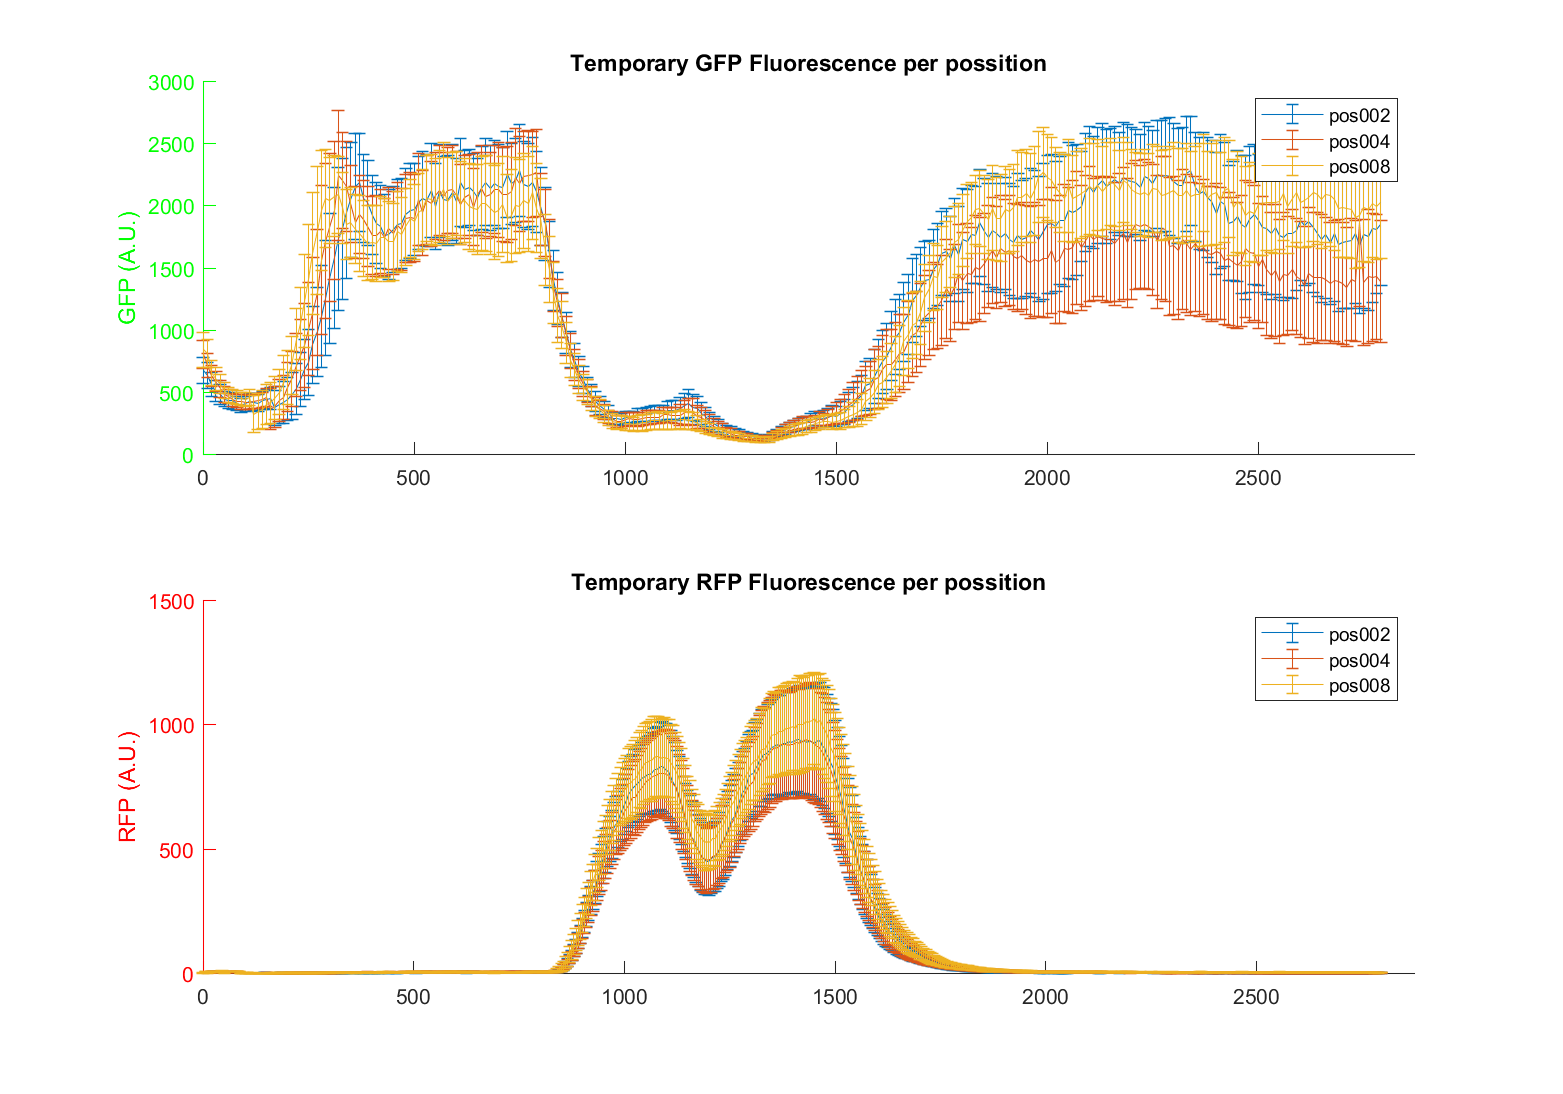 Temporary GFP Fluorescence per possition
GFP (A.U.)
3000
2500
2000
1500
1000
500
0
0 500 1000 1500 2000 2500
pos002
pos004
pos008
Temporary RFP Fluorescence per possition
RFP (A.U.)
1500
1000
500
0
0 500 1000 1500 2000 2500
pos002
pos004
pos008